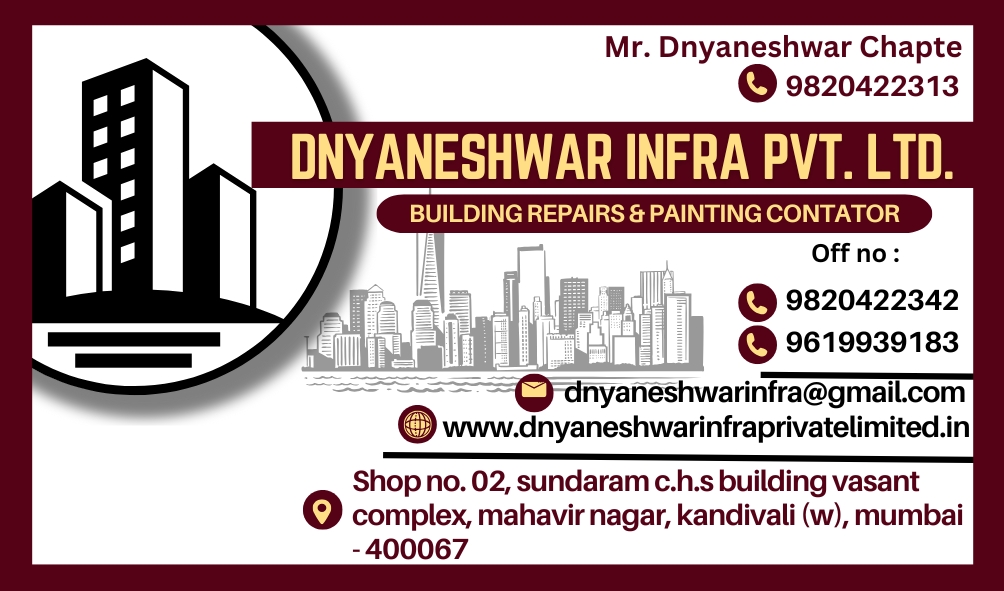 Mr. Dnyaneshwar Chapte
9820422313
DNYANESHWAR INFRA PVT. LTD.
BUILDING REPAIRS & PAINTING CONTATOR
Off no :
9820422342
9619939183
dnyaneshwarinfra@gmail.com
www.dnyaneshwarinfraprivatelimited.in
Shop no. 02, sundaram c.h.s building vasant
complex, mahavir nagar, kandivali (w), mumbai
- 400067